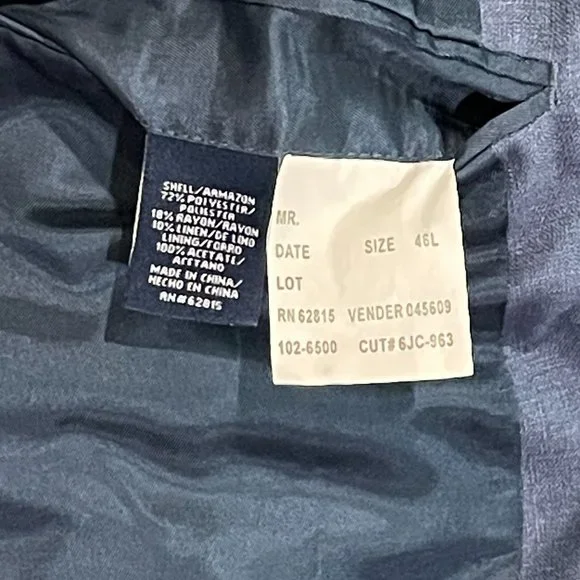 SHELL/ARMAZON
72% POLYESTER/
POLIESTER
18% RAYON/RAYON
10% LINEN/DE LINO
LINING/FORRO
100% ACETATE/
ACETANO
MADE IN CHINA/
HECHO EN CHINA
RN# 62815
MR.
DATE SIZE 46L
LOT
RN 62815 VENDER 045609
102-6500 CUT# 6JC-963